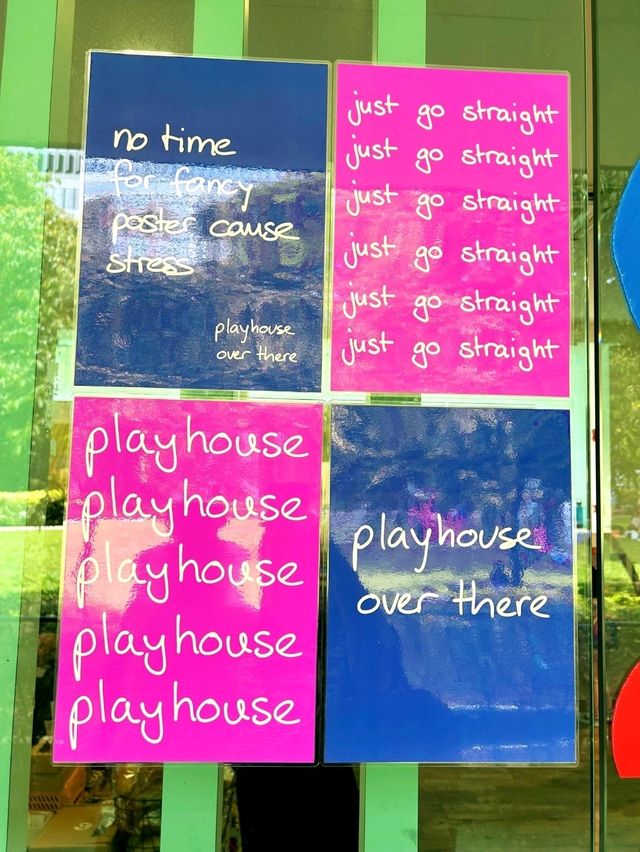 no time
for fancy
poster cause
stress
playhouse
over there
just go straight
just go straight
just go straight
just go straight
just go straight
just go straight
playhouse
playhouse
playhouse
playhouse
playhouse
playhouse
over there